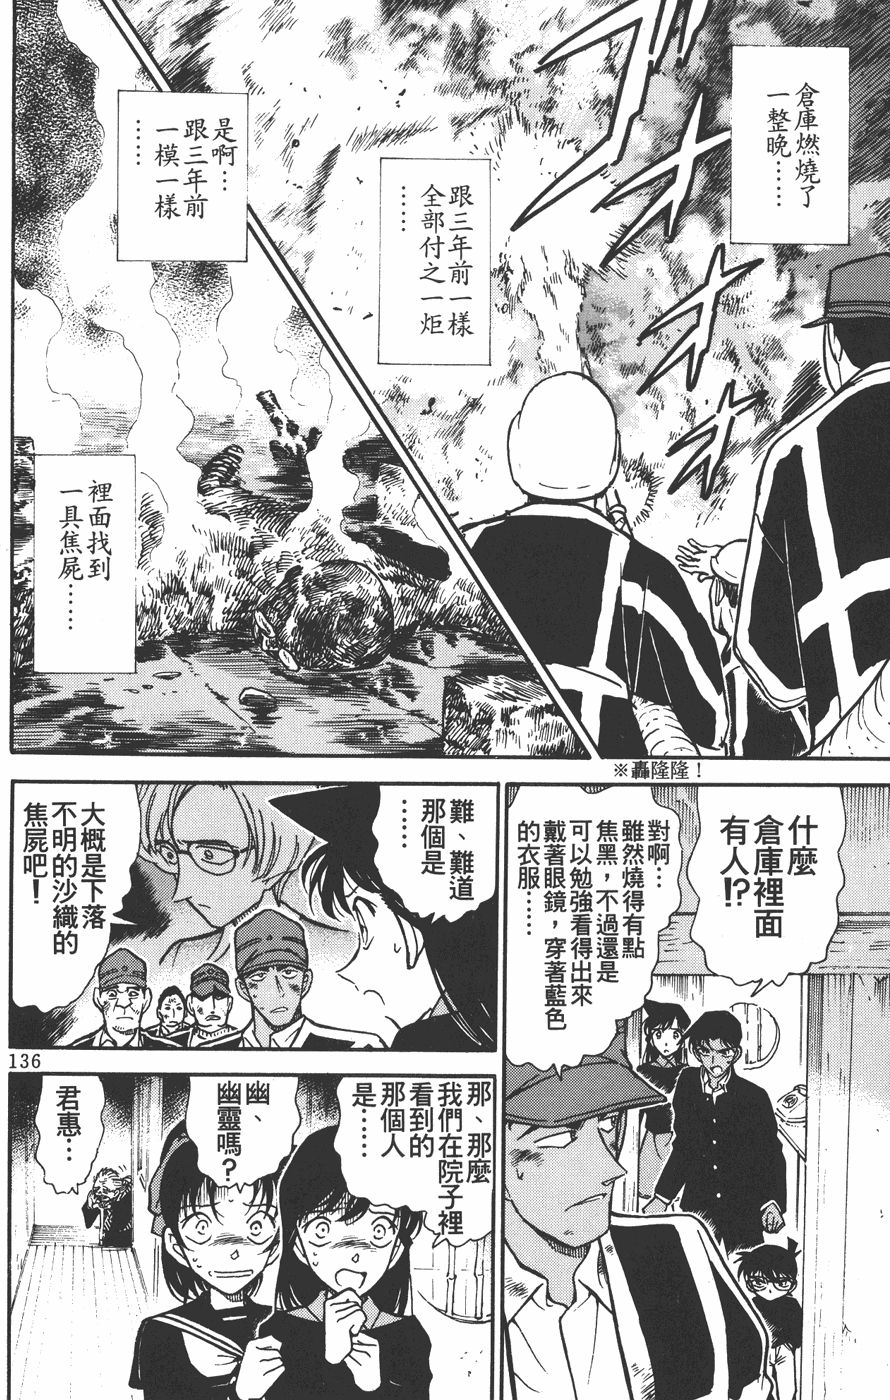 倉庫燃燒了
一整晚……
跟三年前一樣
全部付之一炬
……
是啊…
跟三年前
一模一樣
……
裡面找到
一具焦屍……
※轟隆隆！
什麼
倉庫裡面
有人!?
對啊…
雖然燒得有點
焦黑，不過還是
可以勉強看得出來
戴著眼鏡，穿著藍色
的衣服……
難、難道
那個是
……
大概是下落
不明的沙織的
焦屍吧！
136
那、那麼
我們在院子裡
看到的
那個人
是……
幽、
幽靈嗎？
君惠…